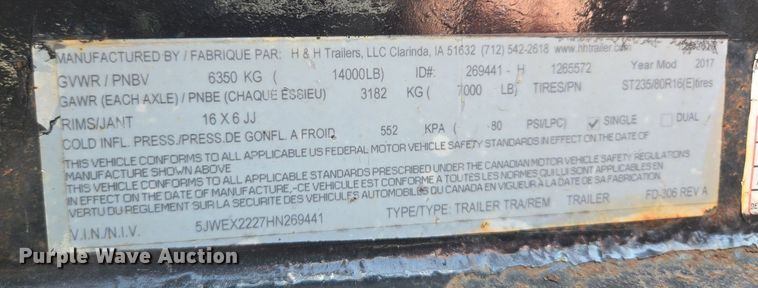 MANUFACTURED BY / FABRIQUE PAR: H & H Trailers, LLC Clarinda, IA 51632 (712) 542-2618 www.hhtrailer.com
GVWR / PNBV 6350 KG ( 14000LB) ID#: 269441 - H 1265572 Year Mod 2017
GAWR (EACH AXLE) / PNBE (CHAQUE ESSIEU) 3182 KG ( 7000 LB) TIRES/PN ST235/80R16(E)tires
RIMS/JANT 16 X 6 JJ
COLD INFL. PRESS./PRESS.DE GONFL. A FROID 552 KPA ( 80 PSI/LPC) SINGLE DUAL
THIS VEHICLE CONFORMS TO ALL APPLICABLE US FEDERAL MOTOR VEHICLE SAFETY STANDARDS IN EFFECT ON THE DATE OF
MANUFACTURE SHOWN ABOVE
THIS VEHICLE CONFORMS TO ALL APPLICABLE STANDARDS PRESCRIBED UNDER THE CANADIAN MOTOR VEHICLE SAFETY REGULATIONS
IN EFFECT ON THE DATE OF MANUFACTURE,-CE VEHICULE EST CONFORME A TOUTES LES NORMES QUI LUI SONT APPLICABLES EN
VERTU DU REGLEMENT SUR LA SECURITE DES VEHICULES AUTOMOBILES DU CANADA EN VIGUEUR A LA DATE DE SA FABRICATION.
V.I.N./N.I.V. 5JWEX2227HN269441 TYPE/TYPE: TRAILER TRA/REM TRAILER FD-306 REV A
Purple Wave Auction
Purple Wave Auction